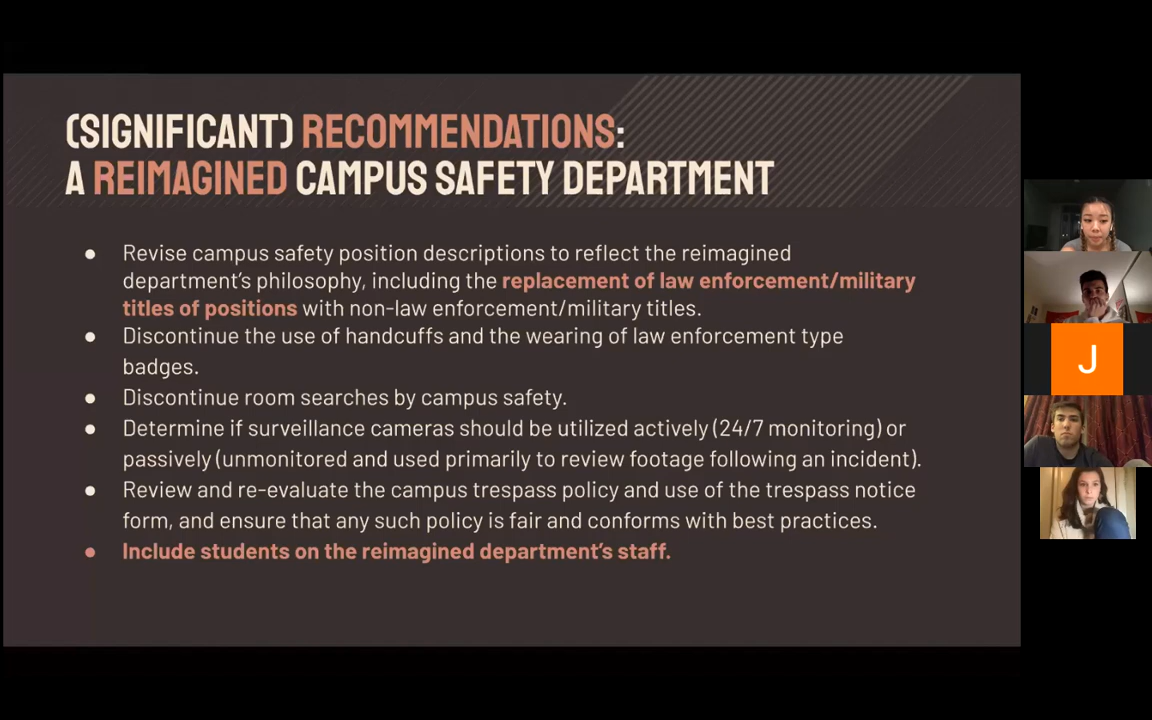 (SIGNIFICANT) RECOMMENDATIONS:
A REIMAGINED CAMPUS SAFETY DEPARTMENT
● Revise campus safety position descriptions to reflect the reimagined
department's philosophy, including the replacement of law enforcement/military
titles of positions with non-law enforcement/military titles.
● Discontinue the use of handcuffs and the wearing of law enforcement type
badges.
● Discontinue room searches by campus safety.
● Determine if surveillance cameras should be utilized actively (24/7 monitoring) or
passively (unmonitored and used primarily to review footage following an incident).
● Review and re-evaluate the campus trespass policy and use of the trespass notice
form, and ensure that any such policy is fair and conforms with best practices.
● Include students on the reimagined department's staff.
J